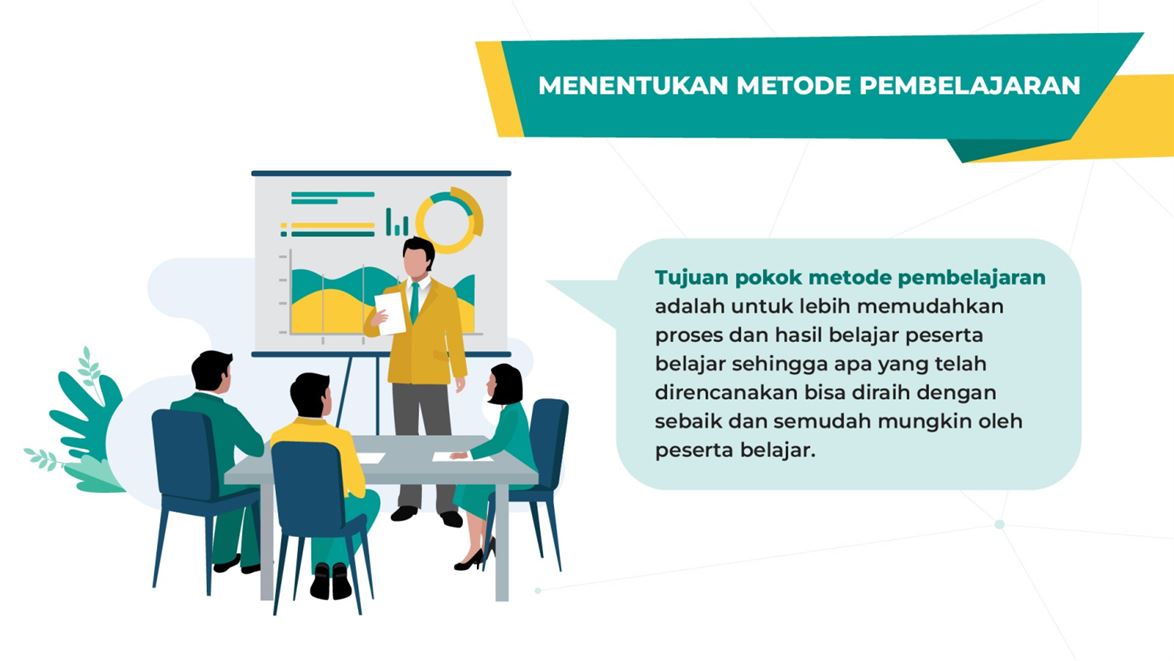 MENENTUKAN METODE PEMBELAJARAN
Tujuan pokok metode pembelajaran
adalah untuk lebih memudahkan
proses dan hasil belajar peserta
belajar sehingga apa yang telah
direncanakan bisa diraih dengan
sebaik dan semudah mungkin oleh
peserta belajar.